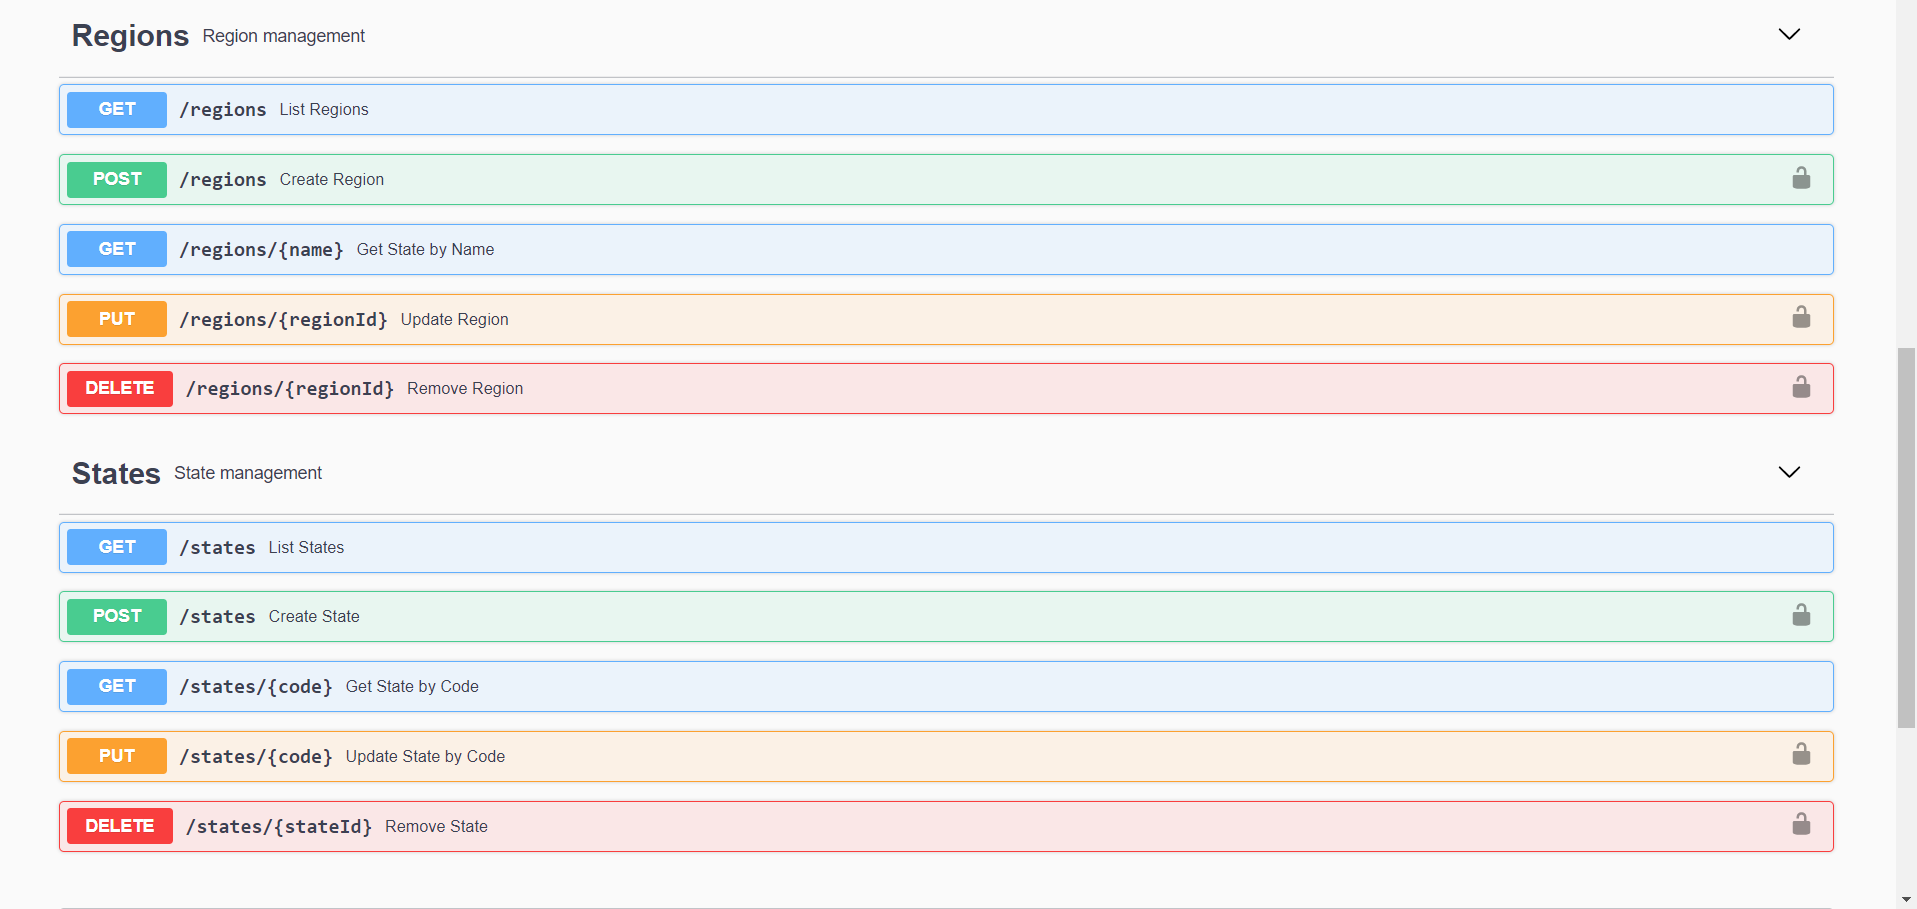 Regions Region management
GET /regions List Regions
POST /regions Create Region
GET /regions/{name} Get State by Name
PUT /regions/{regionId} Update Region
DELETE /regions/{regionId} Remove Region
States State management
GET /states List States
POST /states Create State
GET /states/{code} Get State by Code
PUT /states/{code} Update State by Code
DELETE /states/{stateId} Remove State